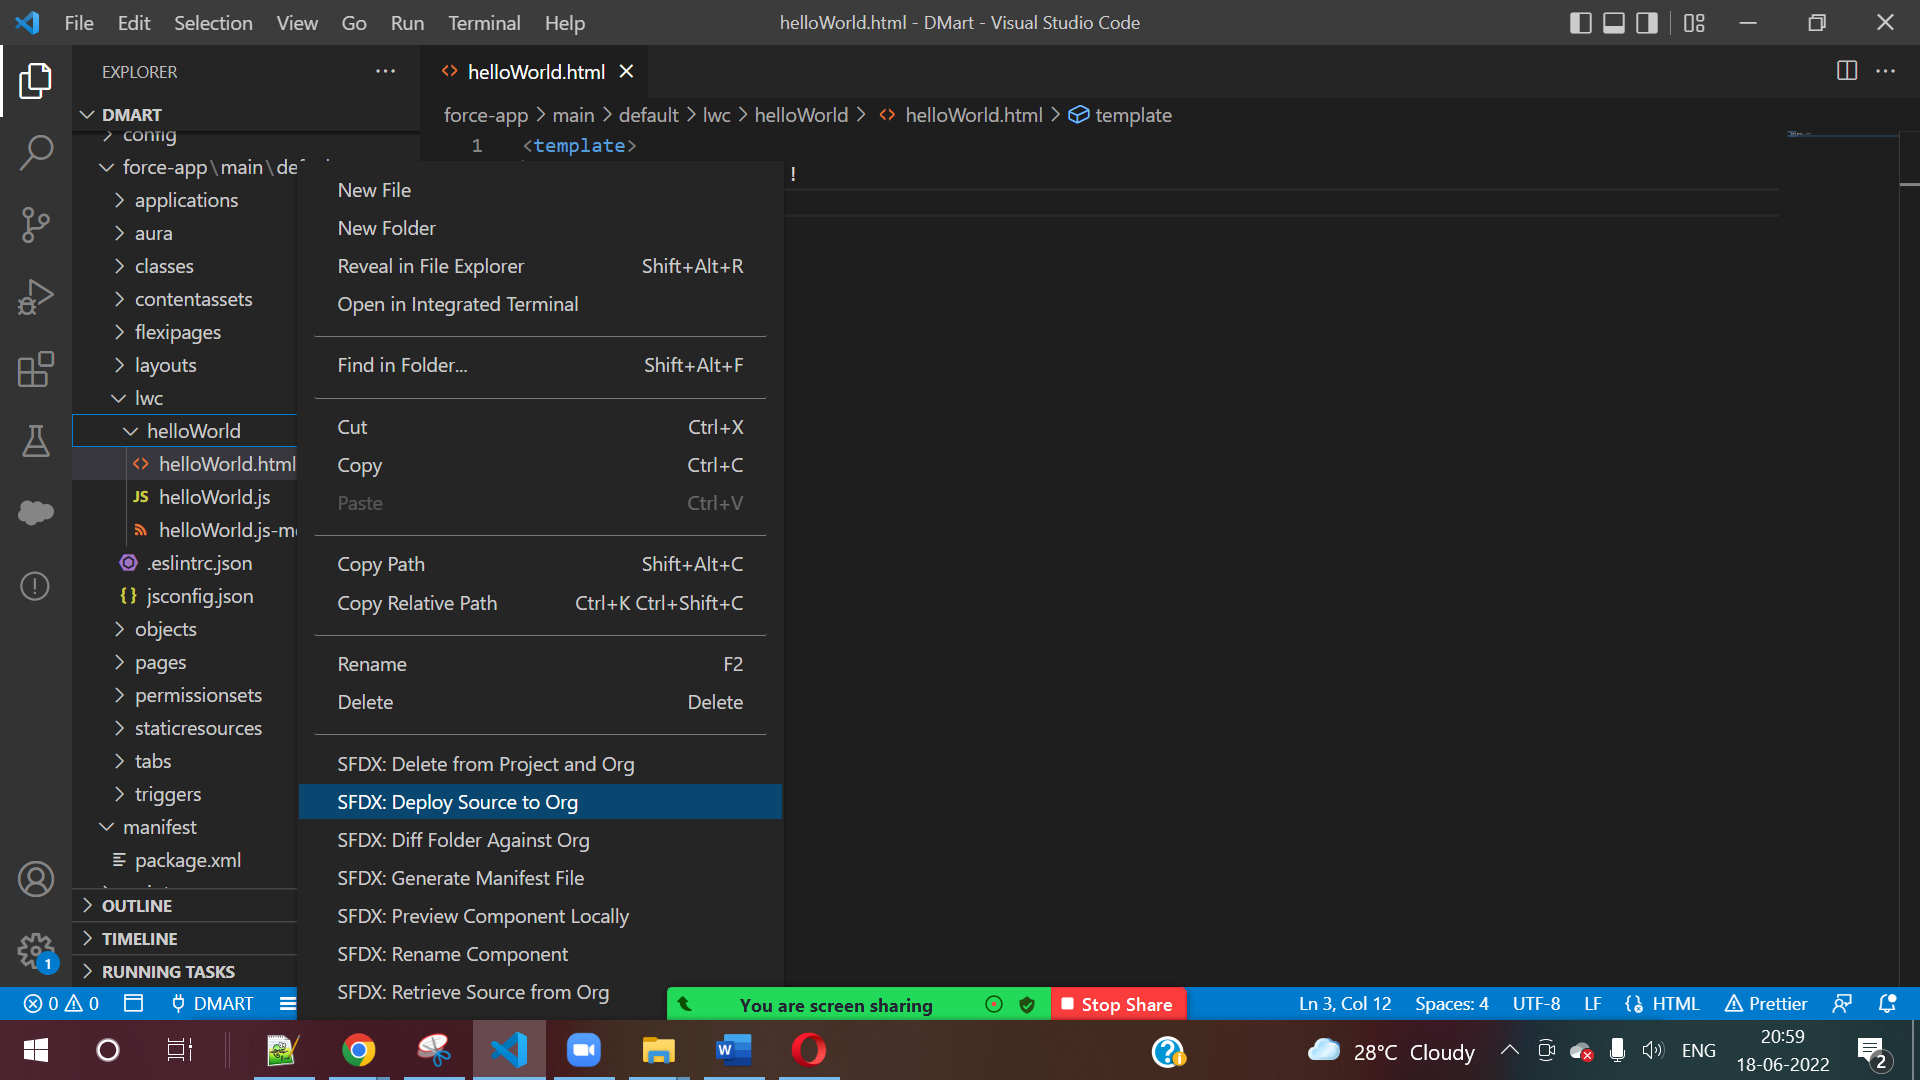 File Edit Selection View Go Run Terminal Help
helloWorld.html - DMart - Visual Studio Code
EXPLORER
helloWorld.html
DMART
force-app > main > default > lwc > helloWorld > helloWorld.html > template
config
1 <template>
!
force-app\main\def
applications
aura
classes
contentassets
flexipages
layouts
lwc
helloWorld
helloWorld.html
JS helloWorld.js
helloWorld.js-me
.eslintrc.json
{} jsconfig.json
objects
pages
permissionsets
staticresources
tabs
triggers
manifest
package.xml
OUTLINE
TIMELINE
RUNNING TASKS
New File
New Folder
Reveal in File Explorer Shift+Alt+R
Open in Integrated Terminal
Find in Folder... Shift+Alt+F
Cut Ctrl+X
Copy Ctrl+C
Paste Ctrl+V
Copy Path Shift+Alt+C
Copy Relative Path Ctrl+K Ctrl+Shift+C
Rename F2
Delete Delete
SFDX: Delete from Project and Org
SFDX: Deploy Source to Org
SFDX: Diff Folder Against Org
SFDX: Generate Manifest File
SFDX: Preview Component Locally
SFDX: Rename Component
SFDX: Retrieve Source from Org
1
0 0 DMART
You are screen sharing Stop Share
Ln 3, Col 12 Spaces: 4 UTF-8 LF HTML Prettier
28°C Cloudy ENG
20:59
18-06-2022
2